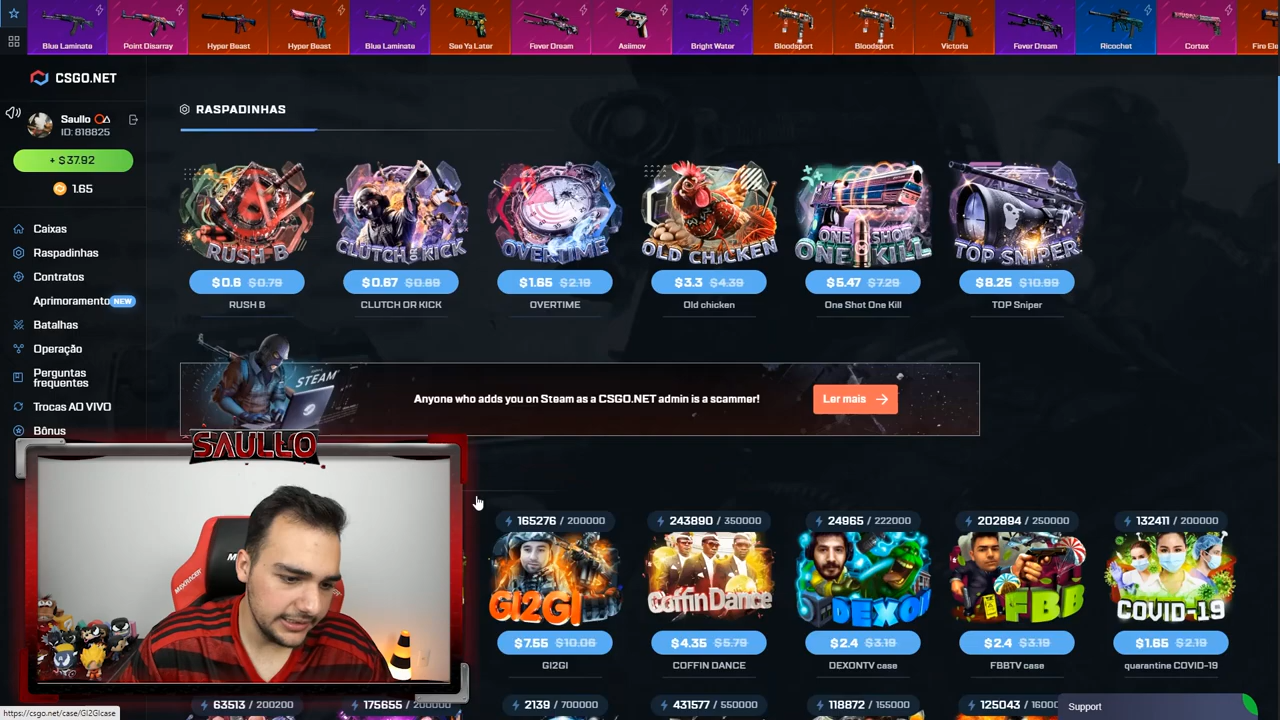 Blue Laminate
Point Disarray
Hyper Beast
Hyper Beast
Blue Laminate
See Ya Later
Fever Dream
Asiimov
Bright Water
Bloodsport
Bloodsport
Victoria
Fever Dream
Ricochet
Cortex
CSGO.NET
Saullo
ID: 818825
+ $37.92
1.65
Caixas
Raspadinhas
Contratos
Aprimoramento NEW
Batalhas
Operação
Perguntas
frequentes
Trocas AO VIVO
Bônus
RASPADINHAS
RUSH B
CLUTCH OR KICK
OVERTIME
OLD CHICKEN
ONE SHOT
ONE KILL
TOP SNIPER
$0.6 $0.79
$0.67 $0.89
$1.65 $2.19
$3.3 $4.39
$5.47 $7.29
$8.25 $10.99
RUSH B
CLUTCH OR KICK
OVERTIME
Old chicken
One Shot One Kill
TOP Sniper
STEAM
Anyone who adds you on Steam as a CSGO.NET admin is a scammer!
Ler mais
SAULLO
165276 / 200000
243890 / 350000
24965 / 222000
202894 / 250000
132411 / 200000
GI2GI
Coffin Dance
DEXON
FBB
COVID-19
$7.55 $10.06
$4.35 $5.79
$2.4 $3.19
$2.4 $3.19
$1.65 $2.19
GI2GI
COFFIN DANCE
DEXONTV case
FBBTV case
quarantine COVID-19
63513 / 200200
175655 / 200000
2139 / 700000
431577 / 550000
118872 / 155000
Support
https://csgo.net/case/GI2GIcase